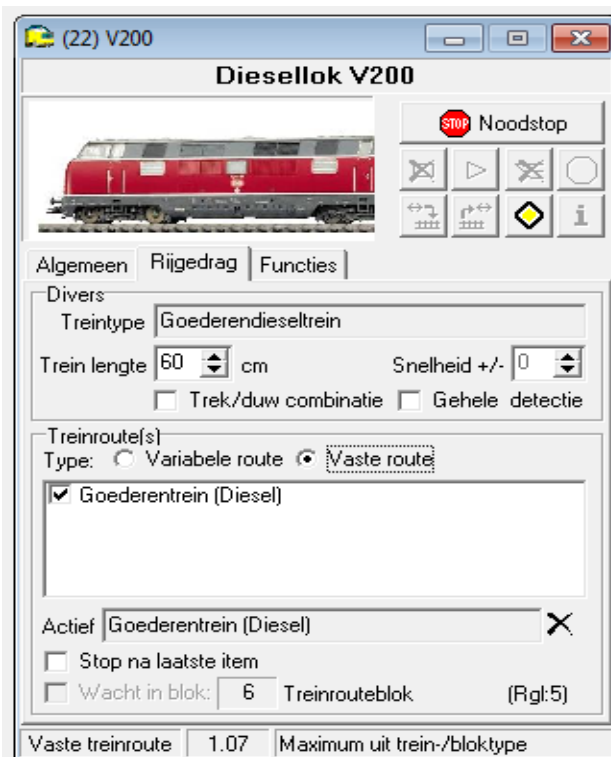 (22) V200
Diesellok V200
STOP Noodstop
Algemeen Rijgedrag Functies
Divers
Treintype Goederendieseltrein
Trein lengte 60 cm Snelheid +/- 0
Trek/duw combinatie Gehele detectie
Treinroute(s)
Type: Variabele route Vaste route
Goederentrein (Diesel)
Actief Goederentrein (Diesel)
Stop na laatste item
Wacht in blok: 6 Treinrouteblok (Rgl:5)
Vaste treinroute 1.07 Maximum uit trein-/bloktype